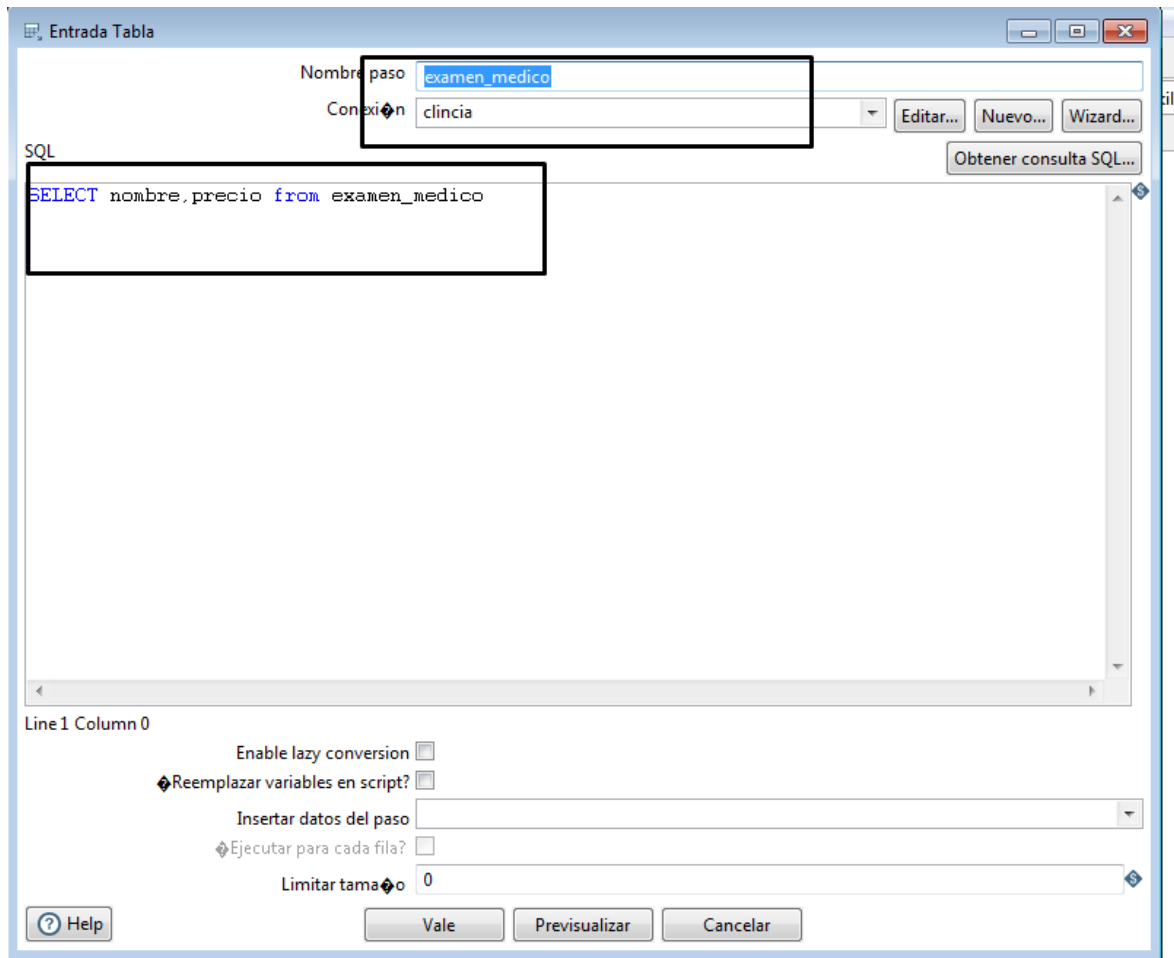 Entrada Tabla
Nombre paso examen_medico
Conexi�n clincia Editar... Nuevo... Wizard...
SQL Obtener consulta SQL...
SELECT nombre,precio from examen_medico
Line 1 Column 0
Enable lazy conversion
�Reemplazar variables en script?
Insertar datos del paso
�Ejecutar para cada fila?
Limitar tama�o 0
Help Vale Previsualizar Cancelar